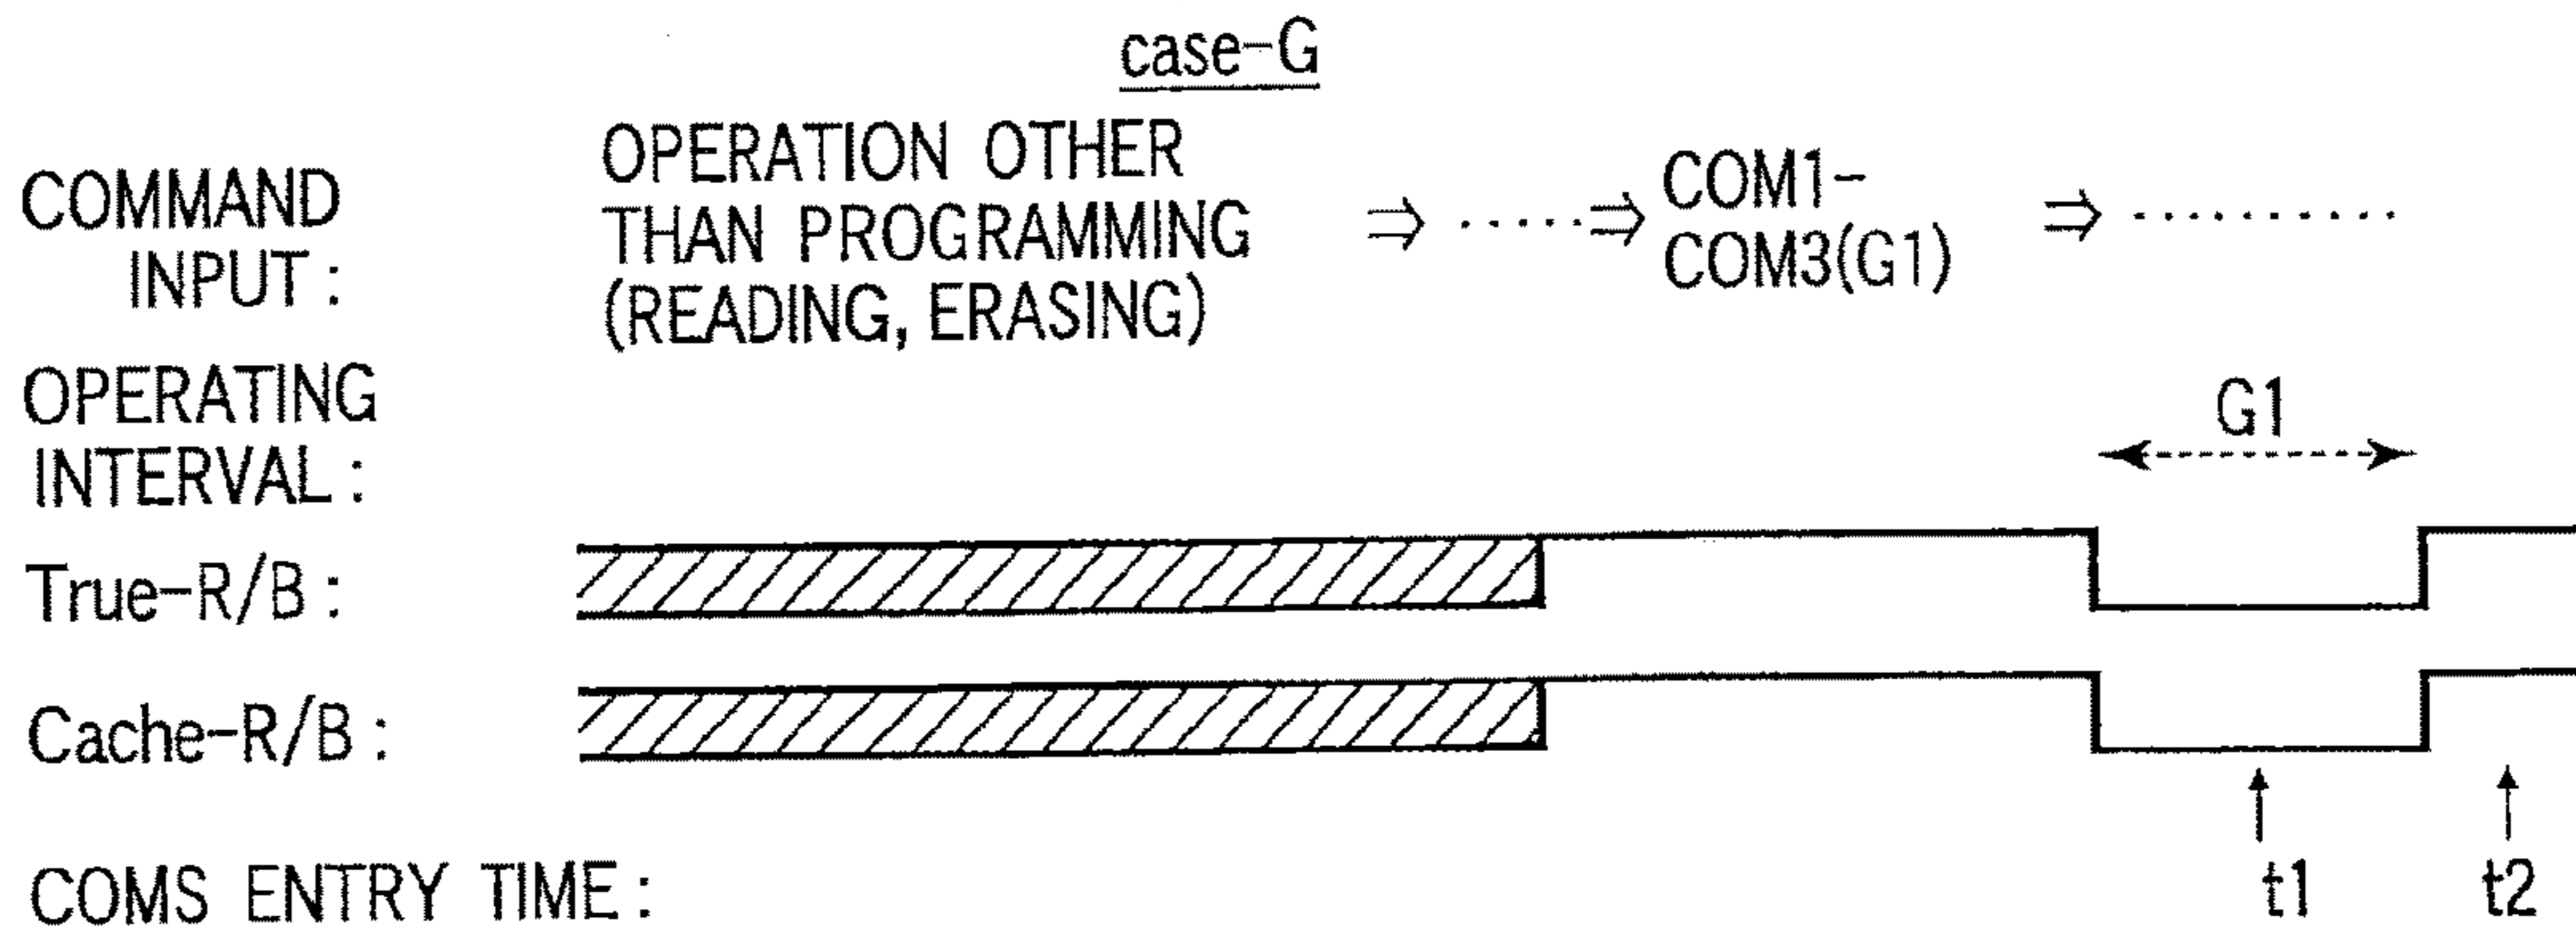 case-G
COMMAND INPUT :
OPERATION OTHER
THAN PROGRAMMING
(READING, ERASING)
⇒ ·····⇒
COM1-
COM3(G1)
⇒ ··········
OPERATING
INTERVAL :
G1
True-R/B :
Cache-R/B :
COMS ENTRY TIME :
t1
t2